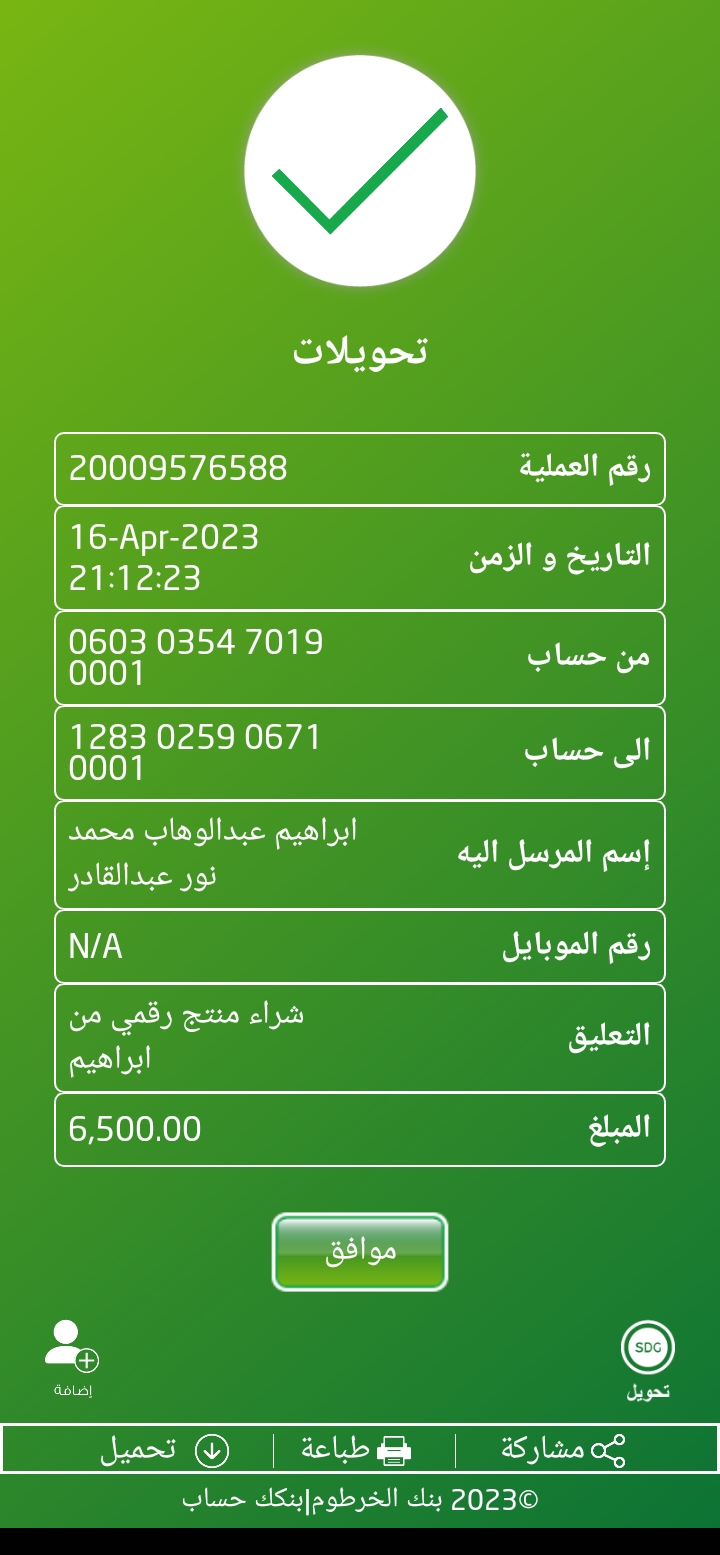 تحويلات
رقم العملية 20009576588
التاريخ و الزمن 16-Apr-2023
21:12:23
من حساب 0603 0354 7019
0001
الى حساب 1283 0259 0671
0001
إسم المرسل اليه ابراهيم عبدالوهاب محمد
نور عبدالقادر
رقم الموبايل N/A
التعليق شراء منتج رقمي من
ابراهيم
المبلغ 6,500.00
موافق
SDG
تحويل
إضافة
مشاركة
طباعة
تحميل
©2023 بنك الخرطوم|بنكك حساب